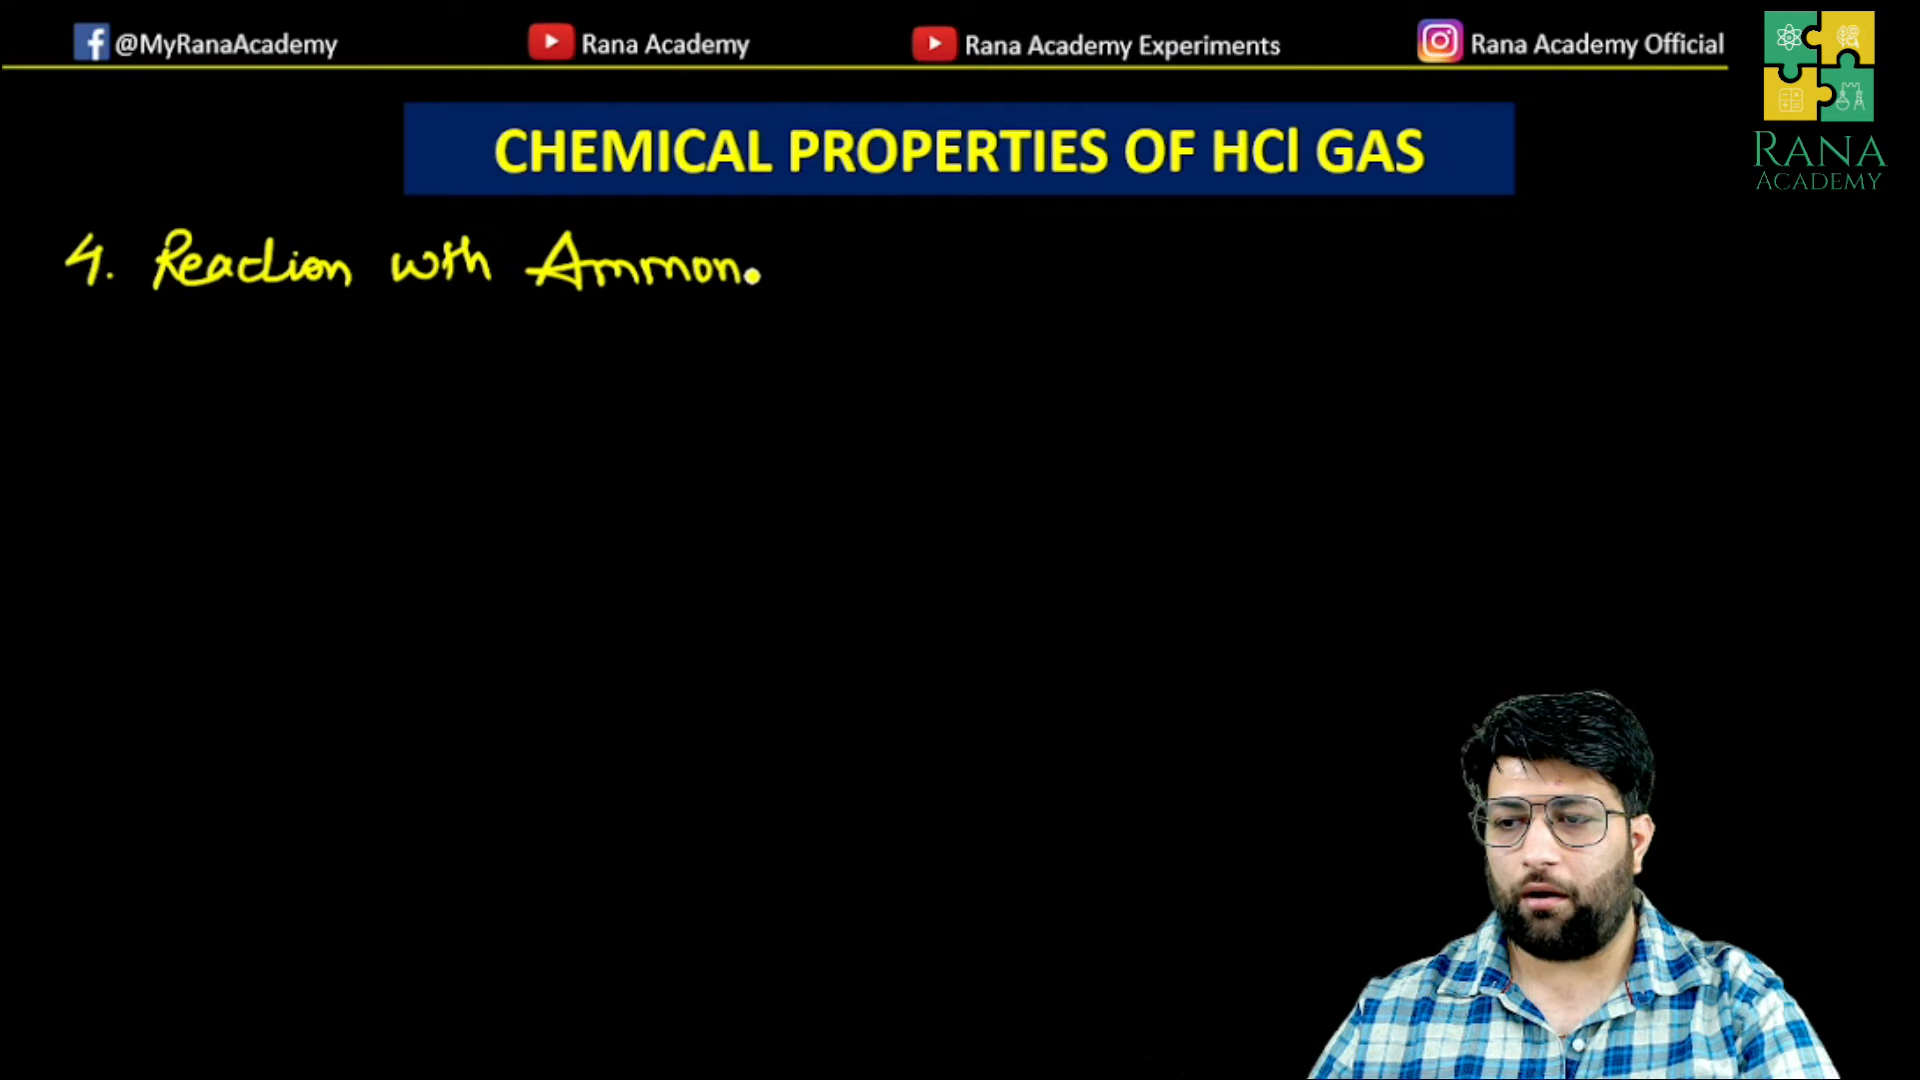 @MyRanaAcademy
Rana Academy
Rana Academy Experiments
Rana Academy Official
RANA
ACADEMY
CHEMICAL PROPERTIES OF HCl GAS
4. Reaction with Ammon